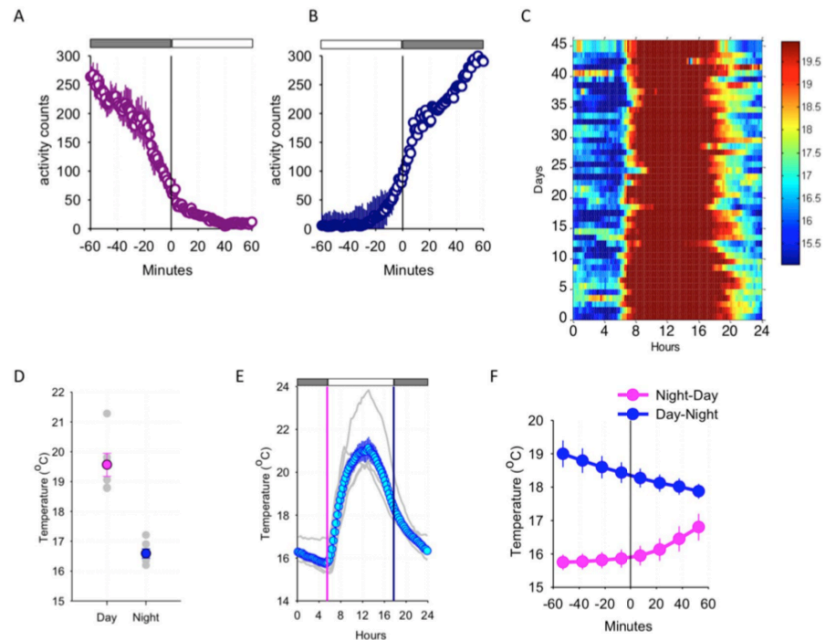 A
B
C
300
250
200
150
100
50
0
activity counts
-60 -40 -20 0 20 40 60
Minutes
300
250
200
150
100
50
0
activity counts
-60 -40 -20 0 20 40 60
Minutes
45
40
35
30
25
20
15
10
5
0
Days
0 4 8 12 16 20 24
Hours
19.5
19
18.5
18
17.5
17
16.5
16
15.5
D
E
F
22
21
20
19
18
17
16
15
Temperature (°C)
Day Night
24
22
20
18
16
14
Temperature (°C)
0 4 8 12 16 20 24
Hours
Night-Day
Day-Night
20
19
18
17
16
15
Temperature (°C)
-60 -40 -20 0 20 40 60
Minutes